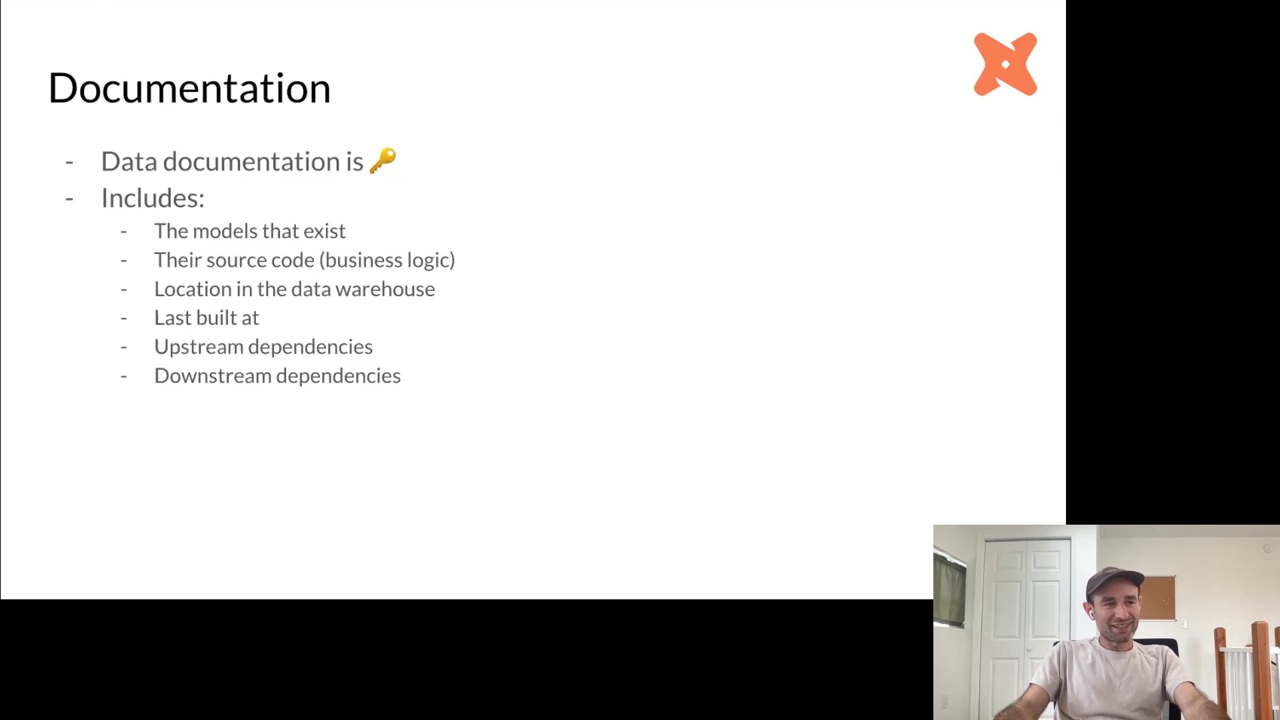 Documentation
- Data documentation is 🔑
- Includes:
- The models that exist
- Their source code (business logic)
- Location in the data warehouse
- Last built at
- Upstream dependencies
- Downstream dependencies